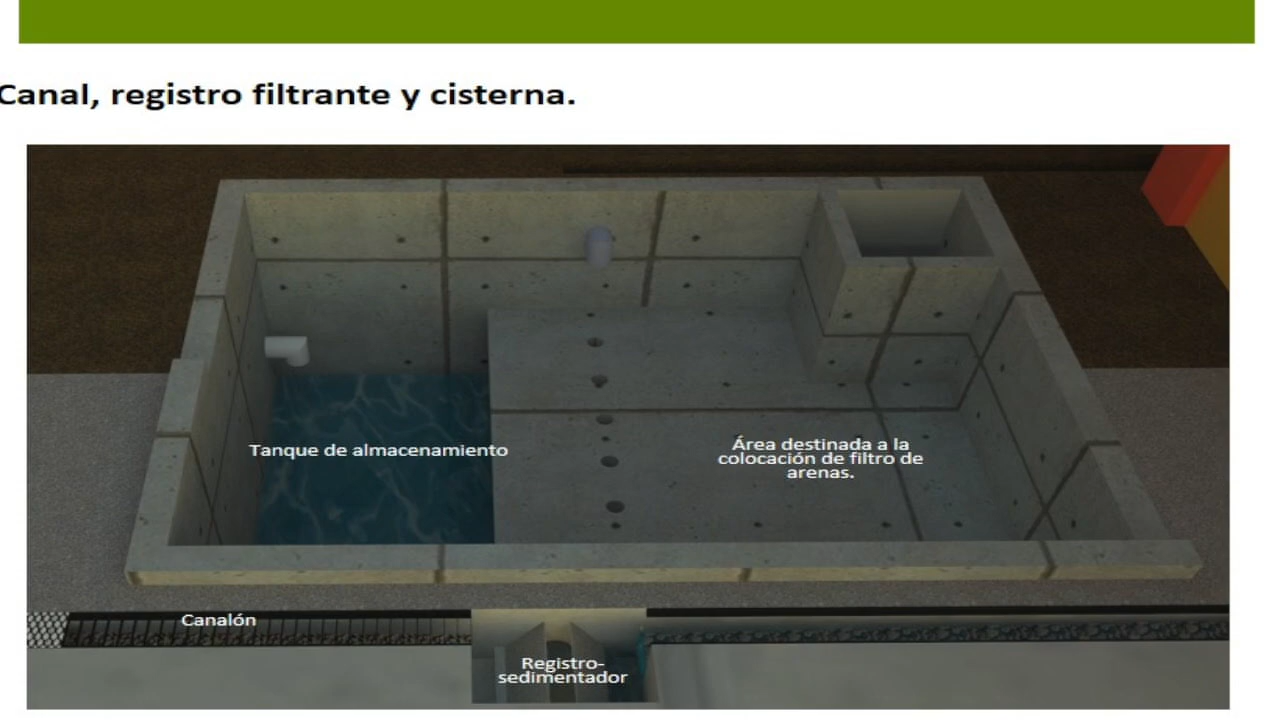 Canal, registro filtrante y cisterna.
Tanque de almacenamiento
Área destinada a la
colocación de filtro de
arenas.
Canalón
Registro-
sedimentador